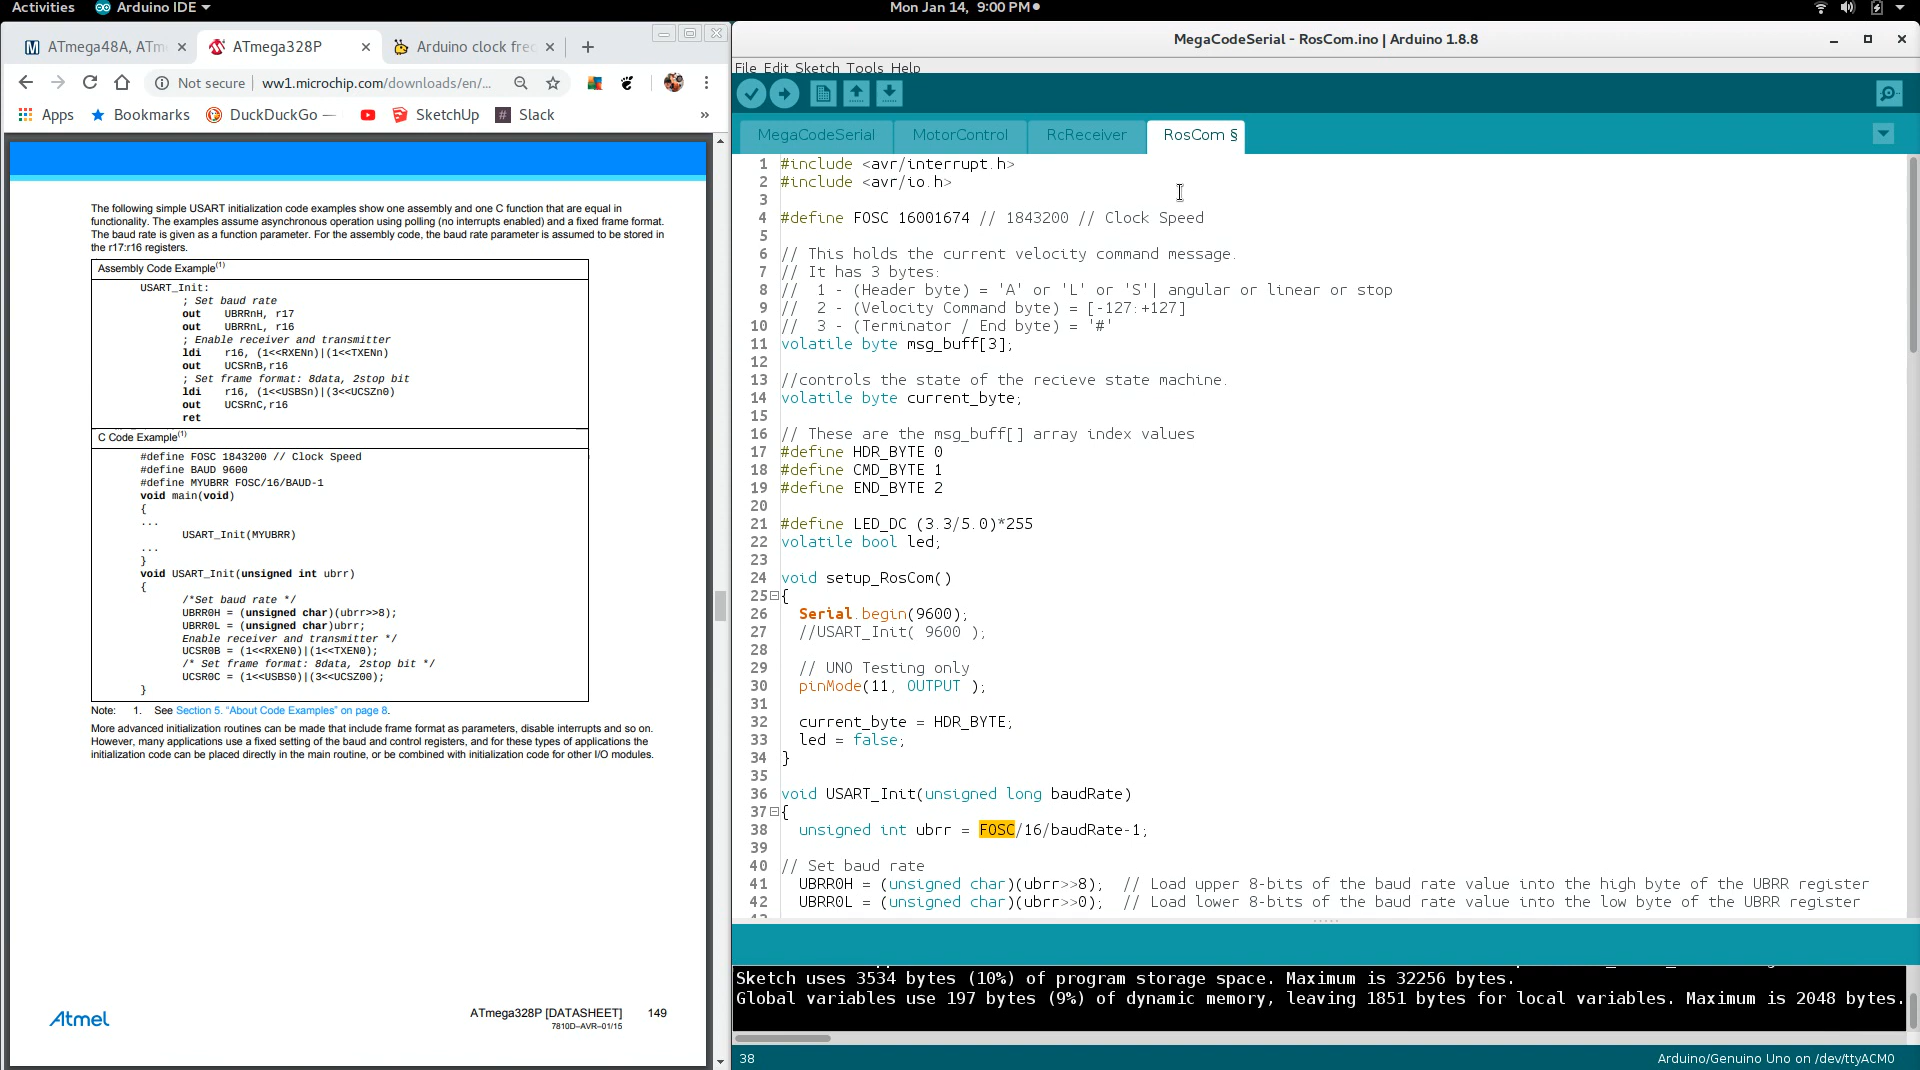 Activities
Arduino IDE
Mon Jan 14, 9:00 PM
ATmega48A, ATm
ATmega328P
Arduino clock fre
Not secure
ww1.microchip.com/downloads/en/...
Apps
Bookmarks
DuckDuckGo —
SketchUp
Slack
»
The following simple USART initialization code examples show one assembly and one C function that are equal in
functionality. The examples assume asynchronous operation using polling (no interrupts enabled) and a fixed frame format.
The baud rate is given as a function parameter. For the assembly code, the baud rate parameter is assumed to be stored in
the r17:r16 registers.
Assembly Code Example(1)
USART_Init:
; Set baud rate
out UBRRnH, r17
out UBRRnL, r16
; Enable receiver and transmitter
ldi r16, (1<<RXENn)|(1<<TXENn)
out UCSRnB,r16
; Set frame format: 8data, 2stop bit
ldi r16, (1<<USBSn)|(3<<UCSZn0)
out UCSRnC,r16
ret
C Code Example(1)
#define FOSC 1843200 // Clock Speed
#define BAUD 9600
#define MYUBRR FOSC/16/BAUD-1
void main(void)
{
...
USART_Init(MYUBRR)
...
}
void USART_Init(unsigned int ubrr)
{
/*Set baud rate */
UBRR0H = (unsigned char)(ubrr>>8);
UBRR0L = (unsigned char)ubrr;
Enable receiver and transmitter */
UCSR0B = (1<<RXEN0)|(1<<TXEN0);
/* Set frame format: 8data, 2stop bit */
UCSR0C = (1<<USBS0)|(3<<UCSZ00);
}
Note: 1. See Section 5. "About Code Examples" on page 8.
More advanced initialization routines can be made that include frame format as parameters, disable interrupts and so on.
However, many applications use a fixed setting of the baud and control registers, and for these types of applications the
initialization code can be placed directly in the main routine, or be combined with initialization code for other I/O modules.
Atmel
ATmega328P [DATASHEET] 149
7810D–AVR–01/15
MegaCodeSerial - RosCom.ino | Arduino 1.8.8
File Edit Sketch Tools Help
MegaCodeSerial
MotorControl
RcReceiver
RosCom §
1 #include <avr/interrupt.h>
2 #include <avr/io.h>
3
4 #define FOSC 16001674 // 1843200 // Clock Speed
5
6 // This holds the current velocity command message.
7 // It has 3 bytes:
8 // 1 - (Header byte) = 'A' or 'L' or 'S'| angular or linear or stop
9 // 2 - (Velocity Command byte) = [-127:+127]
10 // 3 - (Terminator / End byte) = '#'
11 volatile byte msg_buff[3];
12
13 //controls the state of the recieve state machine.
14 volatile byte current_byte;
15
16 // These are the msg_buff[] array index values
17 #define HDR_BYTE 0
18 #define CMD_BYTE 1
19 #define END_BYTE 2
20
21 #define LED_DC (3.3/5.0)*255
22 volatile bool led;
23
24 void setup_RosCom()
25 {
26 Serial.begin(9600);
27 //USART_Init( 9600 );
28
29 // UNO Testing only
30 pinMode(11, OUTPUT );
31
32 current_byte = HDR_BYTE;
33 led = false;
34 }
35
36 void USART_Init(unsigned long baudRate)
37 {
38 unsigned int ubrr = FOSC/16/baudRate-1;
39
40 // Set baud rate
41 UBRR0H = (unsigned char)(ubrr>>8); // Load upper 8-bits of the baud rate value into the high byte of the UBRR register
42 UBRR0L = (unsigned char)(ubrr>>0); // Load lower 8-bits of the baud rate value into the low byte of the UBRR register
Sketch uses 3534 bytes (10%) of program storage space. Maximum is 32256 bytes.
Global variables use 197 bytes (9%) of dynamic memory, leaving 1851 bytes for local variables. Maximum is 2048 bytes.
38
Arduino/Genuino Uno on /dev/ttyACM0